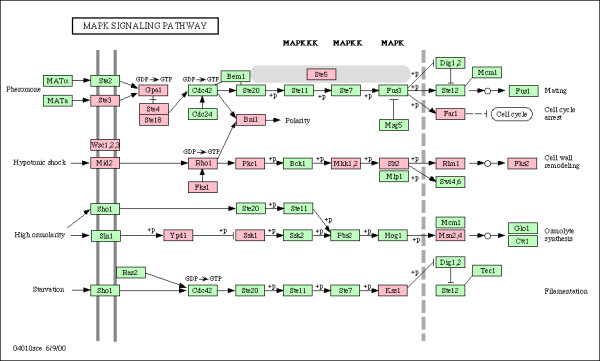 MAPK SIGNALING PATHWAY
MAPKKK MAPKK MAPK
Pheromone MATα Ste2 GDP GTP Gpa1 GDP GTP Cdc42 Bem1 Ste5 +p Dig1,2 Mcm1
Ste20 +p Ste11 +p Ste7 +p Fus3 +p Ste12 Fus1 Mating
MATa Ste3 Ste4 Ste18 Cdc24 Bni1 Polarity Msg5 +p Far1 Cell cycle Cell cycle arrest
Wsc1,2,3
Hypotonic shock Mid2 GDP GTP Rho1 Pkc1 +p Bck1 +p Mkk1,2 +p Slt2 +p Rlm1 Fks2 Cell wall remodeling
Fks1 Mlp1 +p Swi4,6
Sho1 Ste20 Ste11
High osmolarity Sln1 +p Ypd1 +p Ssk1 Ssk2 +p Pbs2 +p Hog1 +p Mcm1 Msn2,4 Glo1 Ctt1 Osmolyte synthesis
Ras2 GDP GTP +p Dig1,2 Tec1
Starvation Sho1 Cdc42 Ste20 +p Ste11 +p Ste7 +p Kss1 +p Ste12 Filamentation
04010sce 6/9/00